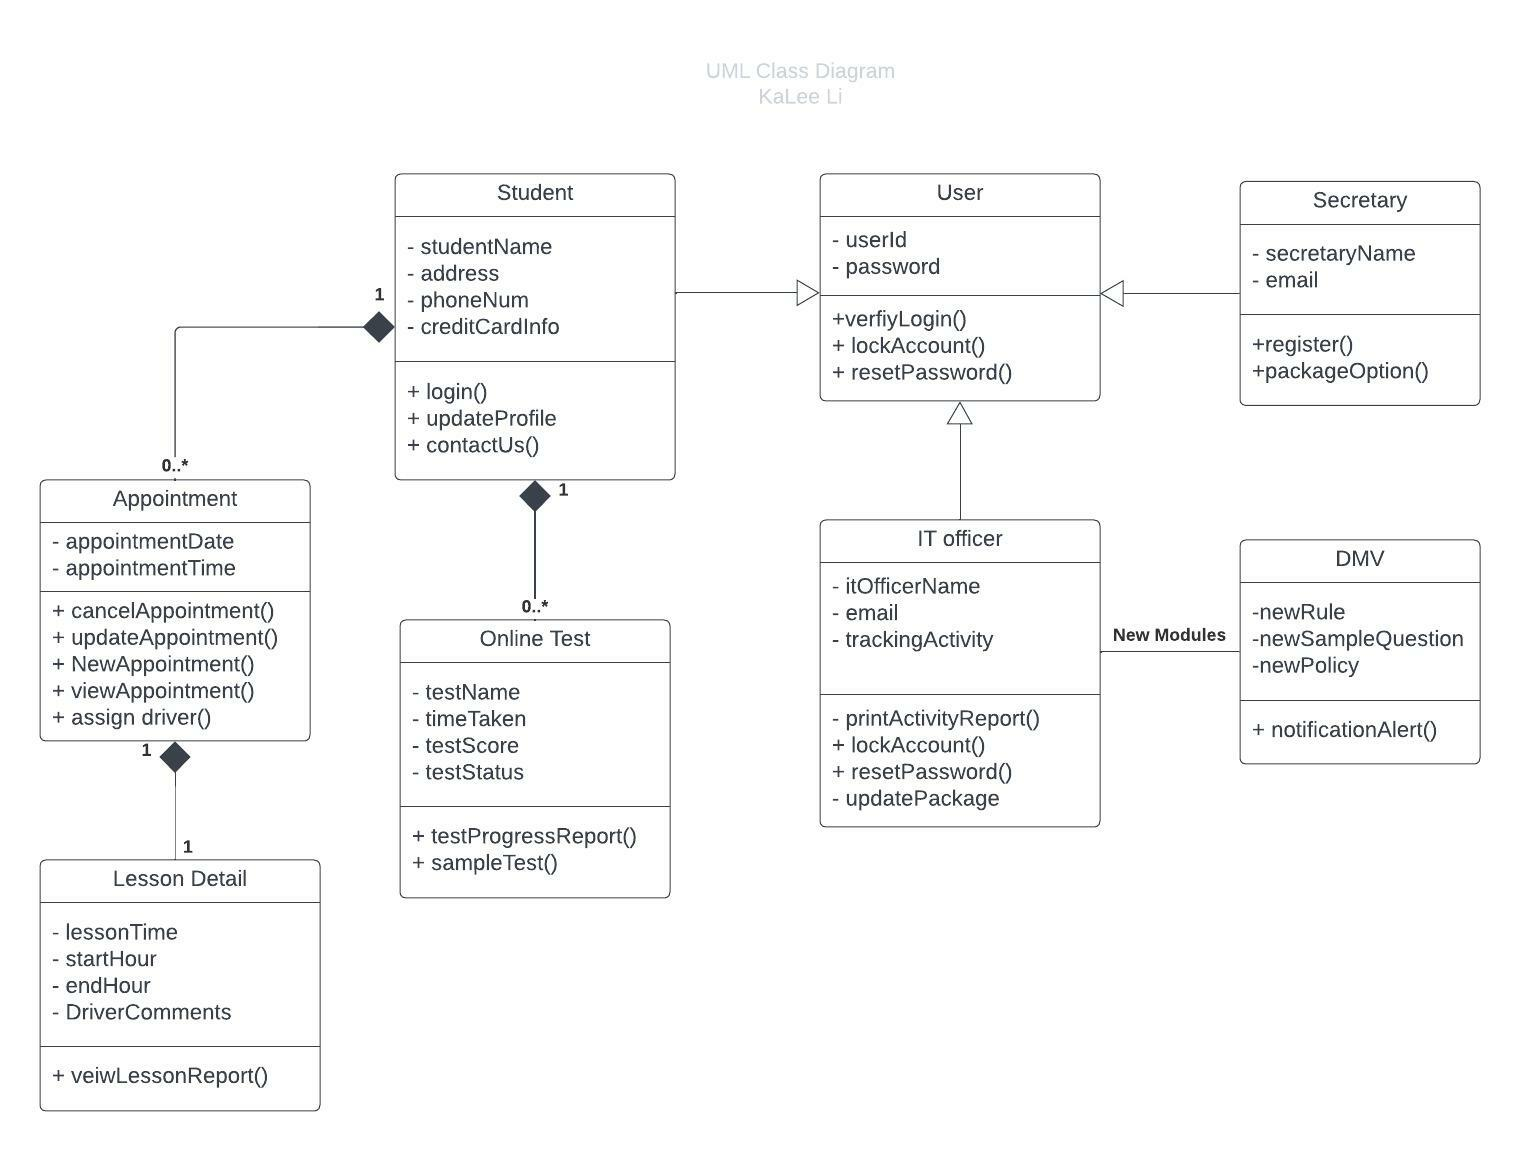 UML Class Diagram
KaLee Li
Student
- studentName
- address
- phoneNum
- creditCardInfo
+ login()
+ updateProfile
+ contactUs()
User
- userId
- password
+verfiyLogin()
+ lockAccount()
+ resetPassword()
Secretary
- secretaryName
- email
+register()
+packageOption()
1
0..*
1
0..*
Appointment
- appointmentDate
- appointmentTime
+ cancelAppointment()
+ updateAppointment()
+ NewAppointment()
+ viewAppointment()
+ assign driver()
Online Test
- testName
- timeTaken
- testScore
- testStatus
+ testProgressReport()
+ sampleTest()
IT officer
- itOfficerName
- email
- trackingActivity
- printActivityReport()
+ lockAccount()
+ resetPassword()
- updatePackage
New Modules
DMV
-newRule
-newSampleQuestion
-newPolicy
+ notificationAlert()
1
1
Lesson Detail
- lessonTime
- startHour
- endHour
- DriverComments
+ veiwLessonReport()